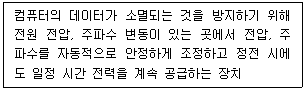 컴퓨터의 데이터가 소멸되는 것을 방지하기 위해
전원 전압, 주파수 변동이 있는 곳에서 전압, 주
파수를 자동적으로 안정하게 조정하고 정전 시에
도 일정 시간 전력을 계속 공급하는 장치